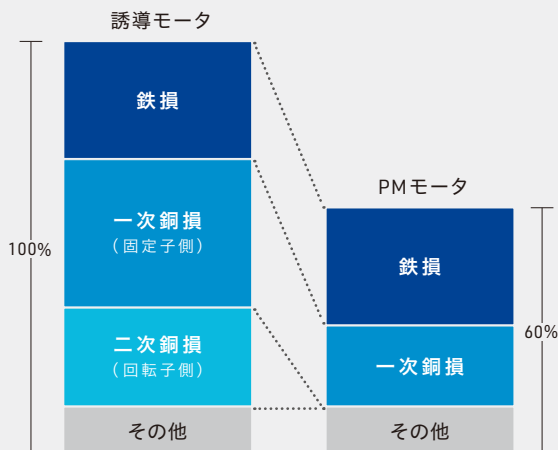 誘導モータ
鉄損
一次銅損
(固定子側)
100%
二次銅損
(回転子側)
その他
PMモータ
鉄損
60%
一次銅損
その他